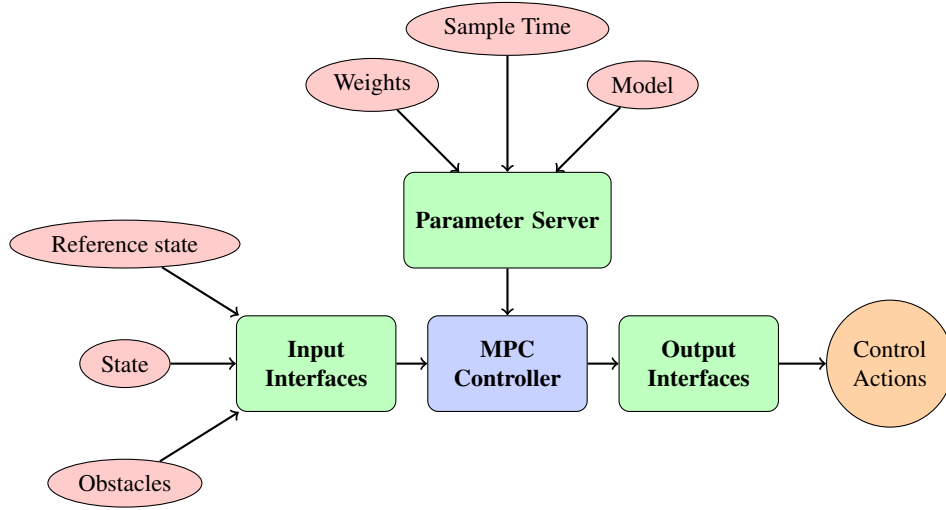 Sample Time
Weights
Model
Parameter Server
Reference state
State
Obstacles
Input
Interfaces
MPC
Controller
Output
Interfaces
Control
Actions